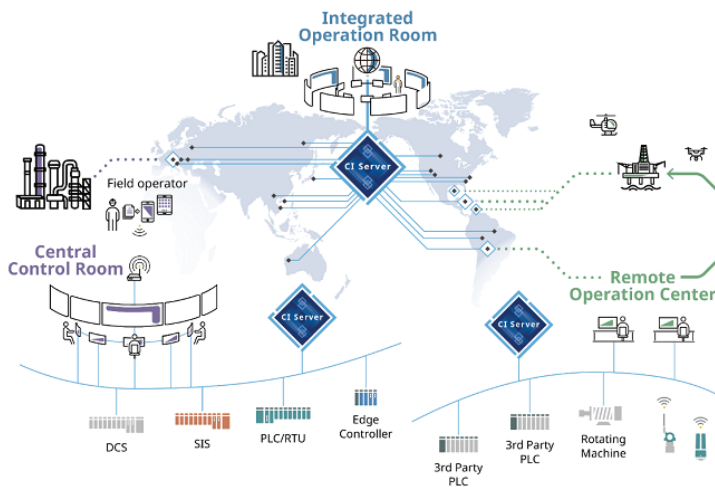 Integrated
Operation Room
CI Server
Field operator
Central
Control Room
Remote
Operation Center
CI Server
CI Server
DCS
SIS
PLC/RTU
Edge
Controller
3rd Party
PLC
3rd Party
PLC
Rotating
Machine